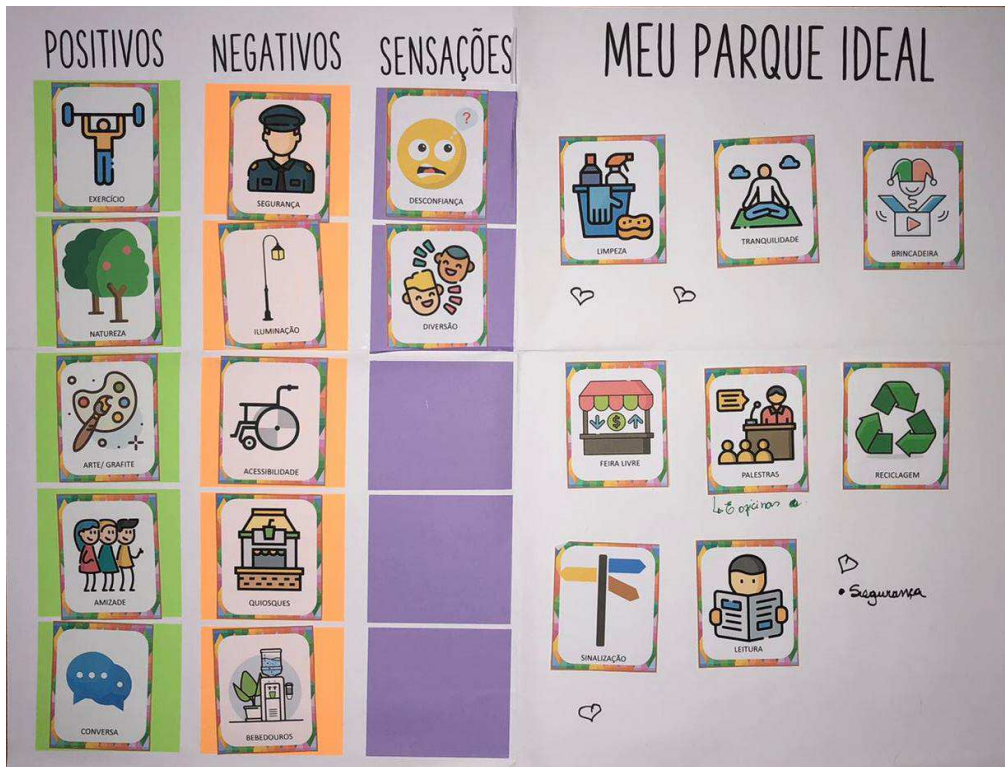 POSITIVOS
EXERCÍCIO
NATUREZA
ARTE/ GRAFITE
AMIZADE
CONVERSA
NEGATIVOS
SEGURANÇA
ILUMINAÇÃO
ACESSIBILIDADE
QUIOSQUES
BEBEDOUROS
SENSAÇÕES
?
DESCONFIANÇA
DIVERSÃO
MEU PARQUE IDEAL
LIMPEZA
TRANQUILIDADE
BRINCADEIRA
$
FEIRA LIVRE
PALESTRAS
RECICLAGEM
E oficinas
SINALIZAÇÃO
LEITURA
• Segurança